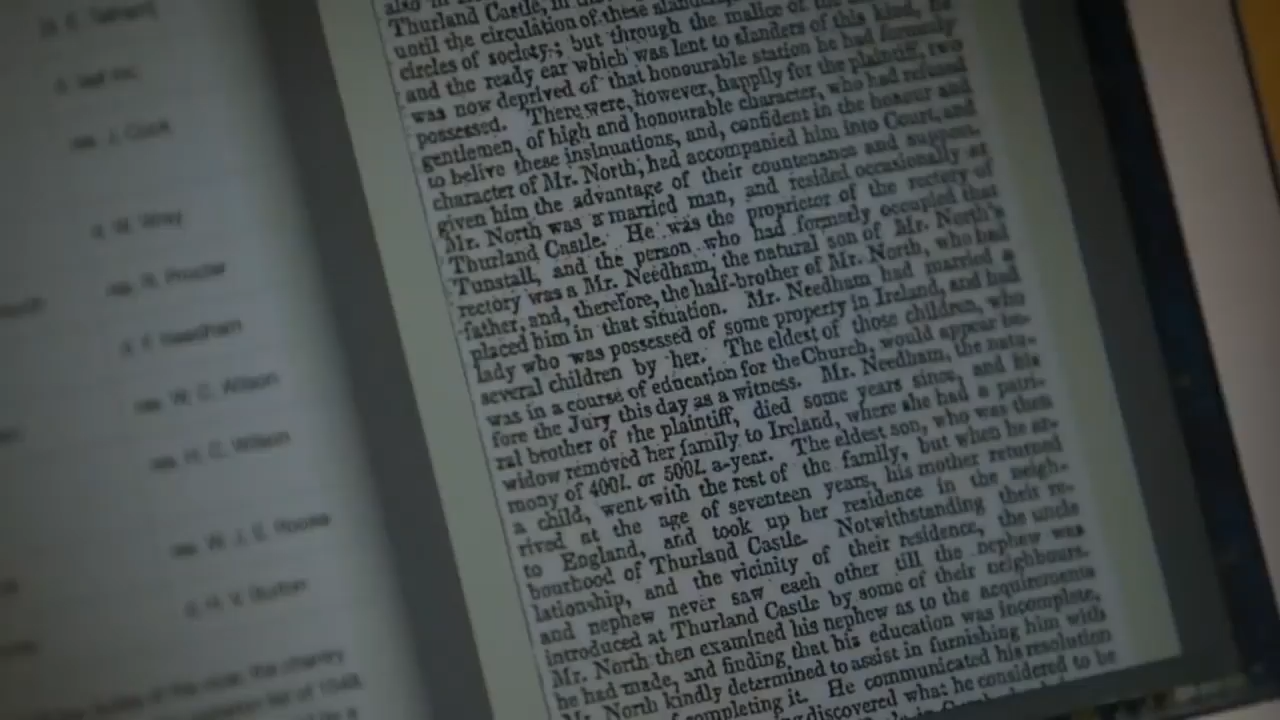 J. Cock
W. Wray
R. Procter
Needham
W. C. Wilson
H. C. Wilson
also in
Thurland Castle, in
until the circulation of these
circles of society; but through the malice of the
and the ready ear which was lent to slanders of this kind, he
was now deprived of that honourable station he had formerly
possessed. There were, however, happily for the plaintiff, two
gentlemen, of high and honourable character, who had refused
to belive these insinuations, and, confident in the honour and
character of Mr. North, had accompanied him into Court, and
given him the advantage of their countenance and support.
Mr. North was a married man, and resided occasionally at
Thurland Castle. He was the proprietor of the rectory of
Tunstall, and the person who had formerly occupied that
rectory was a Mr. Needham, the natural son of Mr. North's
father, and, therefore, the half-brother of Mr. North, who had
placed him in that situation. Mr. Needham had married a
lady who was possessed of some property in Ireland, and had
several children by her. The eldest of those children, who
was in a course of education for the Church, would appear be-
fore the Jury this day as a witness. Mr. Needham, the natu-
ral brother of the plaintiff, died some years since, and his
widow removed her family to Ireland, where she had a patri-
mony of 400l. or 500l. a-year. The eldest son, who was then
a child, went with the rest of the family, but when he ar-
rived at the age of seventeen years, his mother returned
to England, and took up her residence in the neigh-
bourhood of Thurland Castle. Notwithstanding their re-
lationship, and the vicinity of their residence, the uncle
and nephew never saw each other till the nephew was
introduced at Thurland Castle by some of their neighbours.
Mr. North then examined his nephew as to the acquirements
he had made, and finding that his education was incomplete,
Mr. North kindly determined to assist in furnishing him with
completing it. He communicated his resolution
discovered what he considered to be